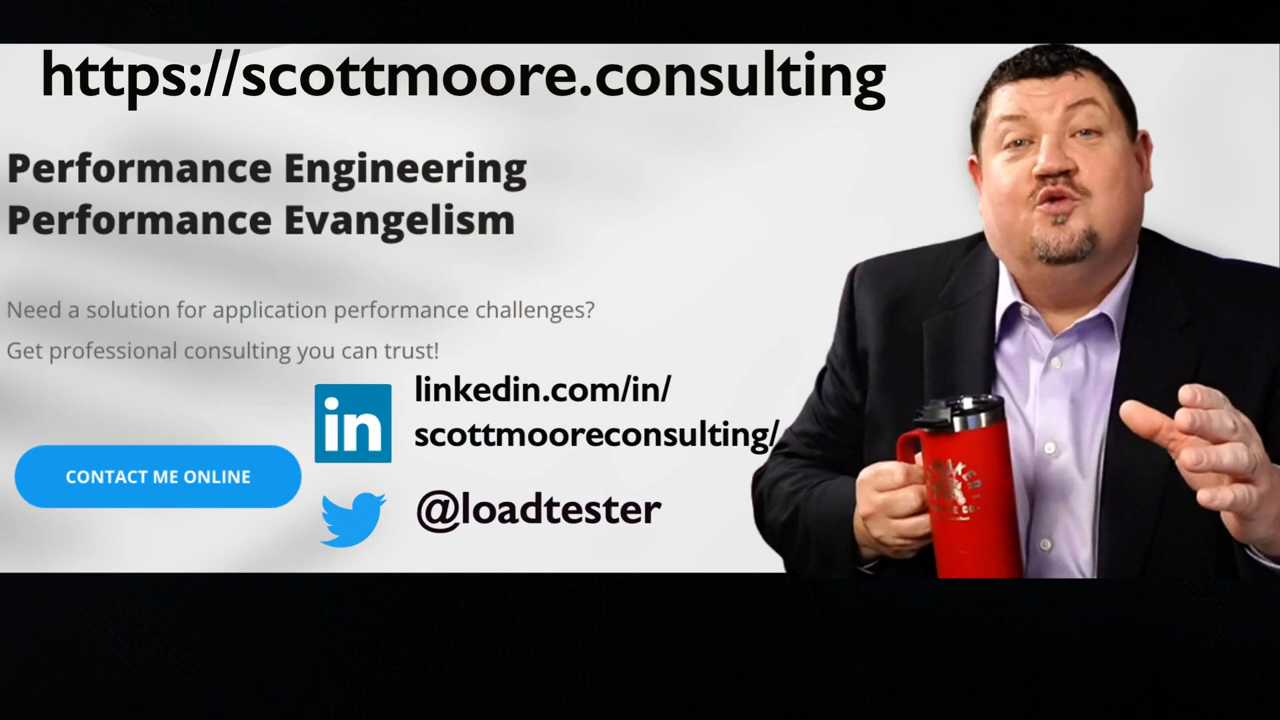 https://scottmoore.consulting
Performance Engineering
Performance Evangelism
Need a solution for application performance challenges?
Get professional consulting you can trust!
in
linkedin.com/in/
scottmooreconsulting/
CONTACT ME ONLINE
@loadtester